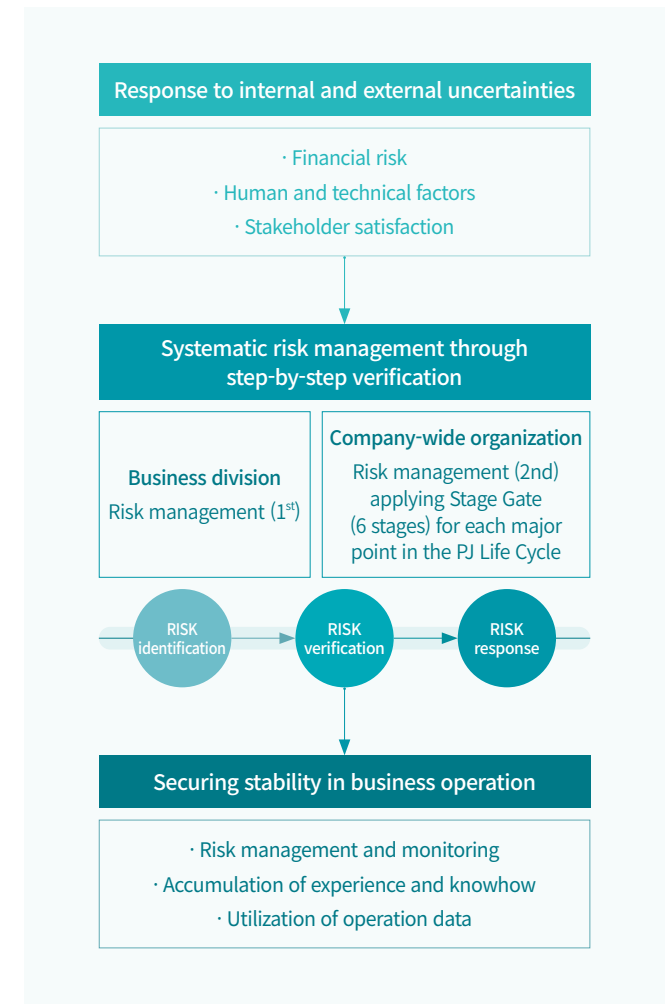 Response to internal and external uncertainties
· Financial risk
· Human and technical factors
· Stakeholder satisfaction
Systematic risk management through
step-by-step verification
Business division
Risk management (1st)
Company-wide organization
Risk management (2nd)
applying Stage Gate
(6 stages) for each major
point in the PJ Life Cycle
RISK
identification
RISK
verification
RISK
response
Securing stability in business operation
· Risk management and monitoring
· Accumulation of experience and knowhow
· Utilization of operation data